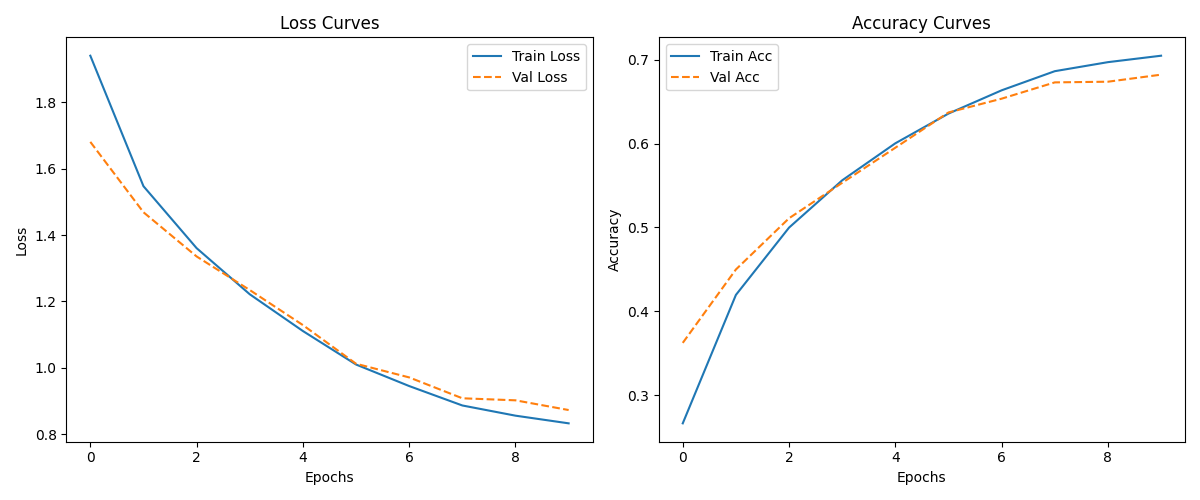 Loss Curves
Train Loss
Val Loss
1.8
1.6
1.4
1.2
1.0
0.8
Loss
0 2 4 6 8
Epochs
Accuracy Curves
Train Acc
Val Acc
0.7
0.6
0.5
0.4
0.3
Accuracy
0 2 4 6 8
Epochs